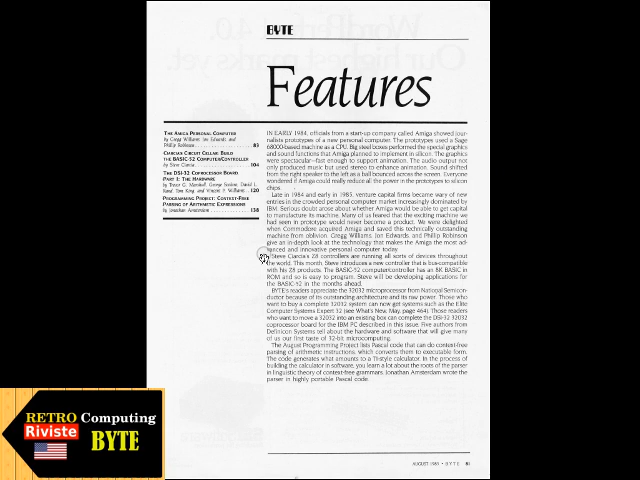 BYTE
Features
THE AMIGA PERSONAL COMPUTER
by Gregg Williams, Jon Edwards, and
Phillip Robinson . . . . . . . . . . . . . . . . . . 83
CIARCIA'S CIRCUIT CELLAR: BUILD
THE BASIC-52 COMPUTER/CONTROLLER
by Steve Ciarcia . . . . . . . . . . . . . . . . . 104
THE DSI-32 COPROCESSOR BOARD
PART 1: THE HARDWARE
by Trevor G. Marshall, George Scolaro, David L.
Rand, Tom King, and Vincent P. Williams . . . 120
PROGRAMMING PROJECT: CONTEXT-FREE
PARSING OF ARITHMETIC EXPRESSIONS
by Jonathan Amsterdam . . . . . . . . . . . . . 138
IN EARLY 1984, officials from a start-up company called Amiga showed jour-
nalists prototypes of a new personal computer. The prototypes used a Sage
68000-based machine as a CPU. Big steel boxes performed the special graphics
and sound functions that Amiga planned to implement in silicon. The graphics
were spectacular—fast enough to support animation. The audio output not
only produced music but used stereo to enhance animation. Sound shifted
from the right speaker to the left as a ball bounced across the screen. Everyone
wondered if Amiga could really reduce all the power in the prototypes to silicon
chips.
Late in 1984 and early in 1985, venture capital firms became wary of new
entries in the crowded personal computer market increasingly dominated by
IBM. Serious doubt arose about whether Amiga would be able to get capital
to manufacture its machine. Many of us feared that the exciting machine we
had seen in prototype would never become a product. We were delighted
when Commodore acquired Amiga and saved this technically outstanding
machine from oblivion. Gregg Williams, Jon Edwards, and Phillip Robinson
give an in-depth look at the technology that makes the Amiga the most ad-
vanced and innovative personal computer today.
Steve Ciarcia's Z8 controllers are running all sorts of devices throughout
the world. This month Steve introduces a new controller that is bus-compatible
with his Z8 products. The BASIC-52 computer/controller has an 8K BASIC in
ROM and so is easy to program. Steve will be developing applications for
the BASIC-52 in the months ahead.
BYTE's readers appreciate the 32032 microprocessor from National Semicon-
ductor because of its outstanding architecture and its raw power. Those who
want to buy a complete 32032 system can now get systems such as the Elite
Computer Systems Expert 32 (see What's New, May, page 464). Those readers
who want to move a 32032 into an existing box can complete the DSI-32 32032
coprocessor board for the IBM PC described in this issue. Five authors from
Definicon Systems tell about the hardware and software that will give many
of us our first taste of 32-bit microcomputing.
The August Programming Project lists Pascal code that can do context-free
parsing of arithmetic instructions, which converts them to executable form.
The code generates what amounts to a TI-style calculator. In the process of
building the calculator in software, you learn a lot about the roots of the parser
in linguistic theory of context-free grammars. Jonathan Amsterdam wrote the
parser in highly portable Pascal code.
AUGUST 1985 • BYTE 81
RETRO Computing
Riviste BYTE